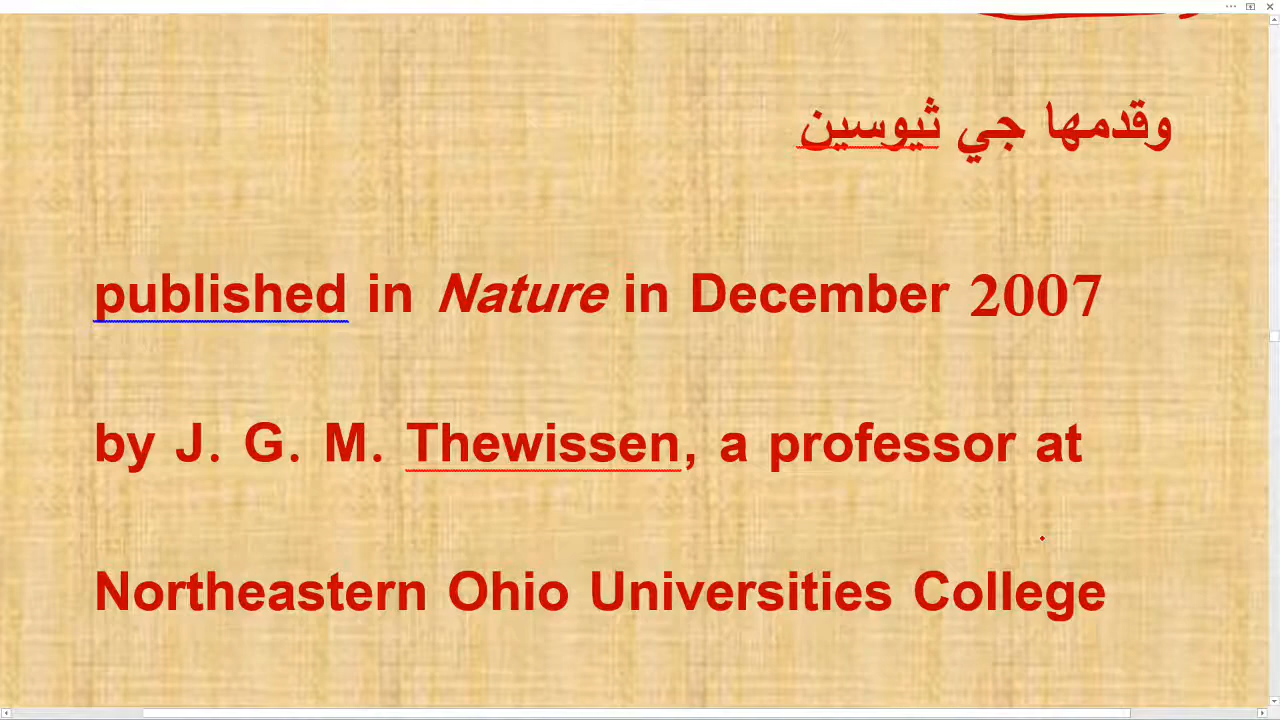 وقدمها جي ثيوسين
published in Nature in December 2007
by J. G. M. Thewissen, a professor at
Northeastern Ohio Universities College